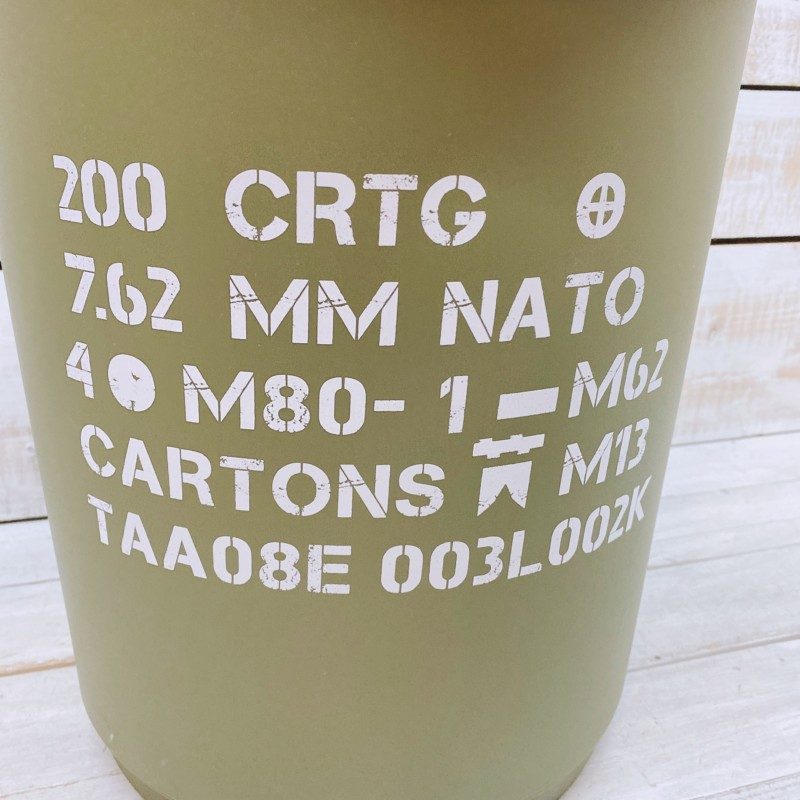 200 CRTG ⊕
7.62 MM NATO
4 ● M80- 1 ▬ M62
CARTONS M13
TAA08E 003L002K